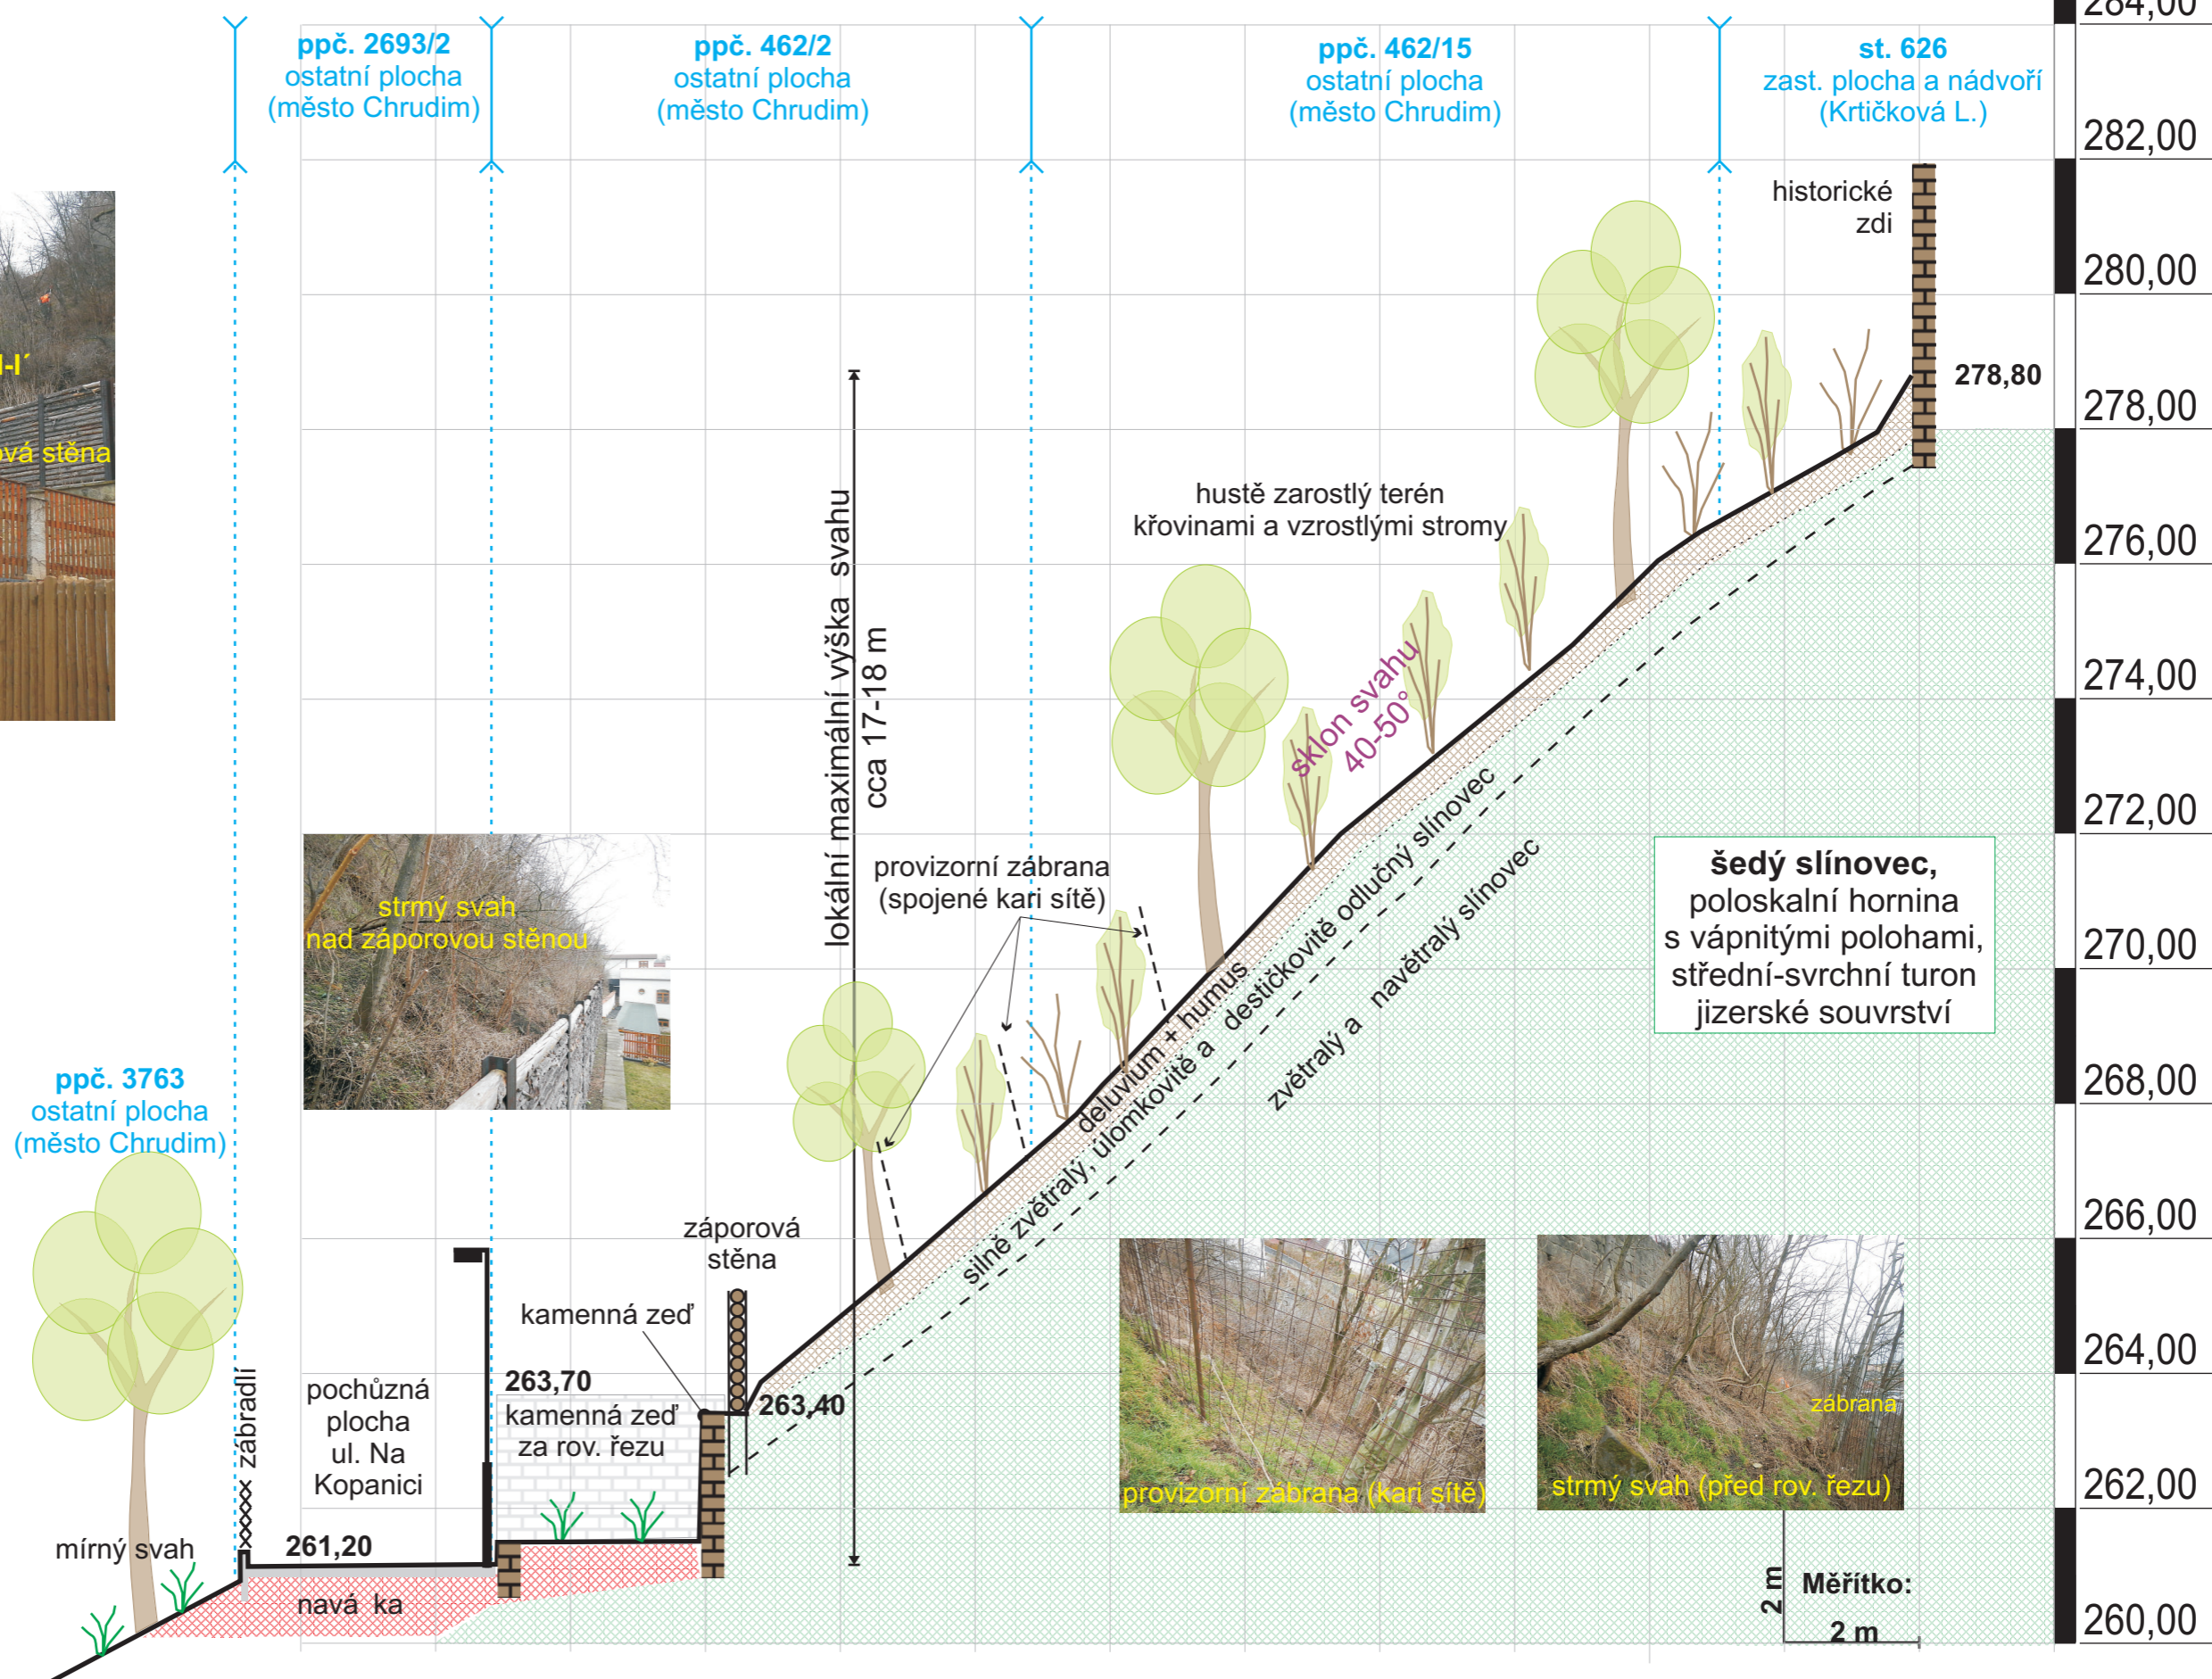 ppč. 2693/2
ostatní plocha
(město Chrudim)
ppč. 462/2
ostatní plocha
(město Chrudim)
ppč. 462/15
ostatní plocha
(město Chrudim)
st. 626
zast. plocha a nádvoří
(Krtičková L.)
284,00
282,00
280,00
278,00
276,00
274,00
272,00
270,00
268,00
266,00
264,00
262,00
260,00
historické
zdi
278,80
I-I´
stěna
hustě zarostlý terén
křovinami a vzrostlými stromy
lokální maximální výška svahu
cca 17-18 m
sklon svahu
40-50°
provizorní zábrana
(spojené kari sítě)
strmý svah
nad záporovou stěnou
deluvium + humus
silně zvětralý, úlomkovitě a destičkovitě odlučný slínovec
zvětralý a navětralý slínovec
šedý slínovec,
poloskalní hornina
s vápnitými polohami,
střední-svrchní turon
jizerské souvrství
ppč. 3763
ostatní plocha
(město Chrudim)
záporová
stěna
kamenná zeď
263,70
kamenná zeď
za rov. řezu
263,40
zábradlí
pochůzná
plocha
ul. Na
Kopanici
261,20
mírný svah
navá ka
provizorní zábrana (kari sítě)
zábrana
strmý svah (před rov. řezu)
2 m
Měřítko:
2 m